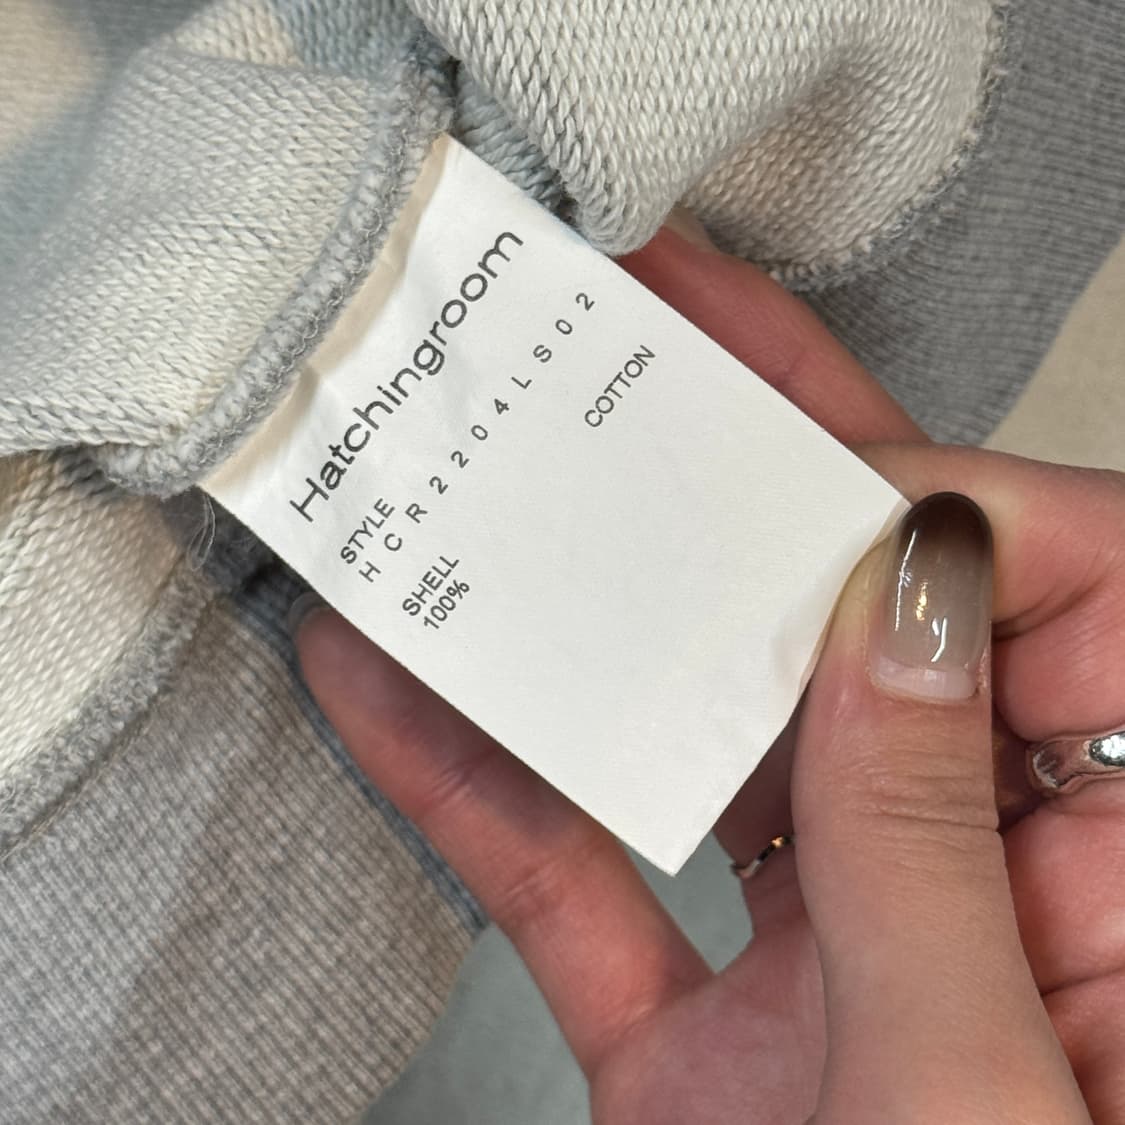 Hatchingroom
STYLE
H C R 2 2 0 4 L S 0 2
SHELL
100% COTTON